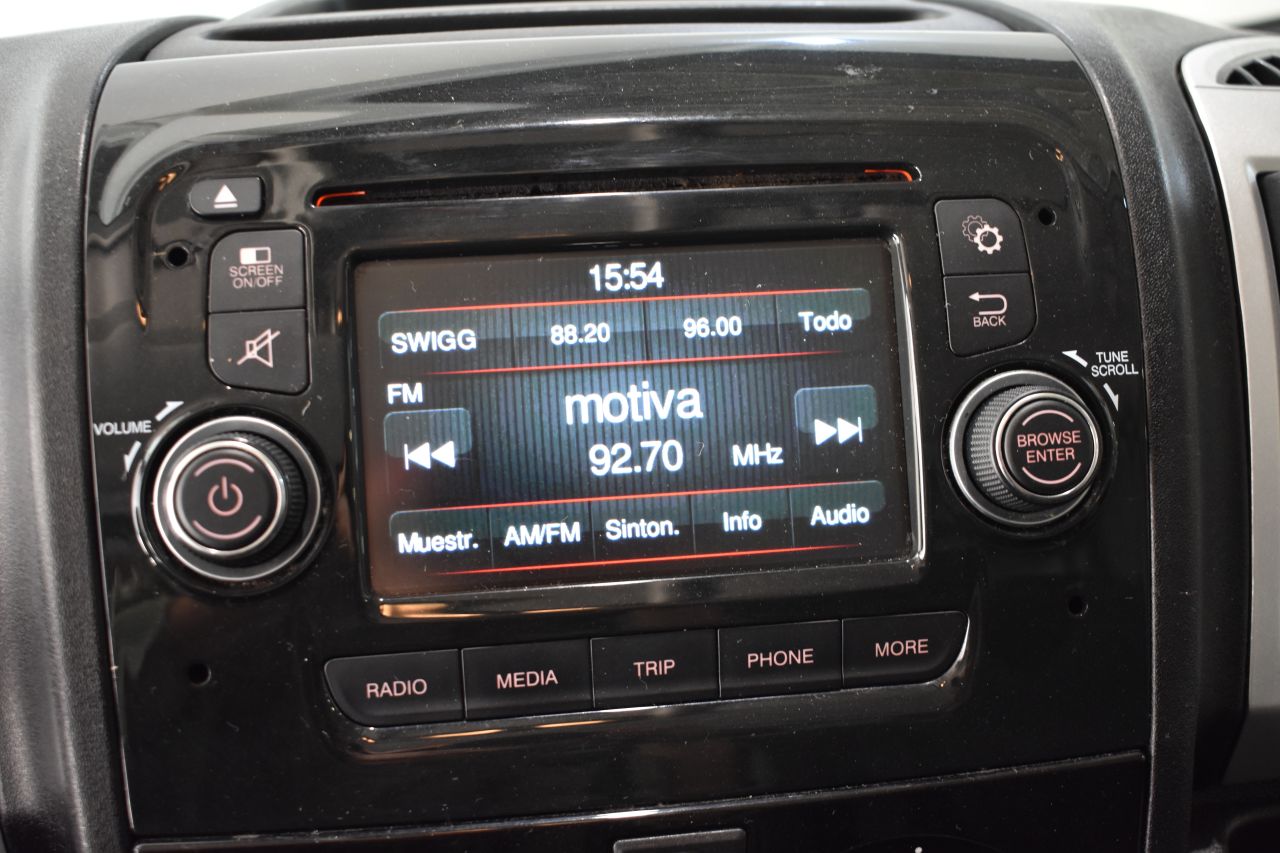 15:54
SCREEN
ON/OFF
SWIGG 88.20 96.00 Todo
BACK
FM
motiva
92.70 MHz
VOLUME
TUNE
SCROLL
BROWSE
ENTER
Muestr. AM/FM Sinton. Info Audio
RADIO MEDIA TRIP PHONE MORE